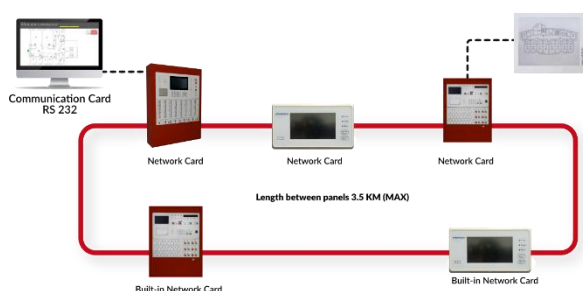 Communication Card
RS 232
Network Card
Network Card
Network Card
Length between panels 3.5 KM (MAX)
Built-in Network Card
Built-in Network Card